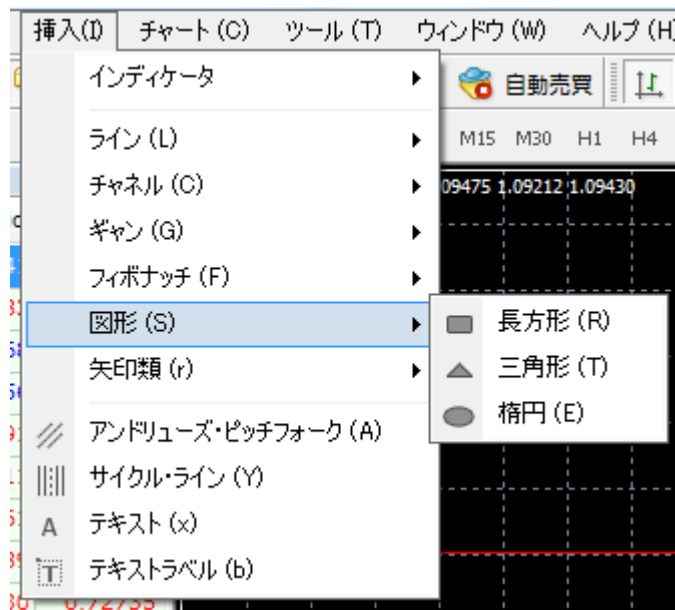 挿入(I) チャート(C) ツール(T) ウィンドウ(W) ヘルプ(H)
インディケータ
自動売買
ライン(L)
M15 M30 H1 H4
チャネル(C)
09475 1.09212 1.09430
ギャン(G)
フィボナッチ(F)
図形(S)
長方形(R)
矢印類(r)
三角形(T)
楕円(E)
アンドリューズ・ピッチフォーク(A)
サイクル・ライン(Y)
A テキスト(x)
T テキストラベル(b)